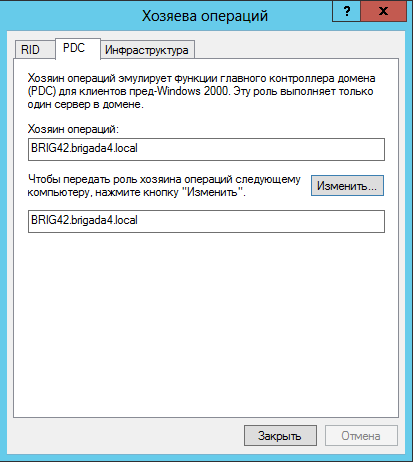 Хозяева операций
? x
RID PDC Инфраструктура
Хозяин операций эмулирует функции главного контроллера домена
(PDC) для клиентов пред-Windows 2000. Эту роль выполняет только
один сервер в домене.
Хозяин операций:
BRIG42.brigada4.local
Чтобы передать роль хозяина операций следующему
компьютеру, нажмите кнопку "Изменить".
Изменить...
BRIG42.brigada4.local
Закрыть Отмена